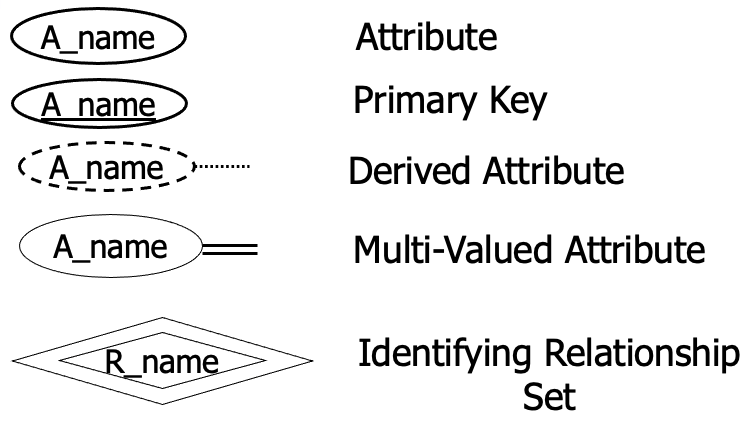 A_name Attribute
A_name Primary Key
A_name Derived Attribute
A_name Multi-Valued Attribute
R_name Identifying Relationship
Set